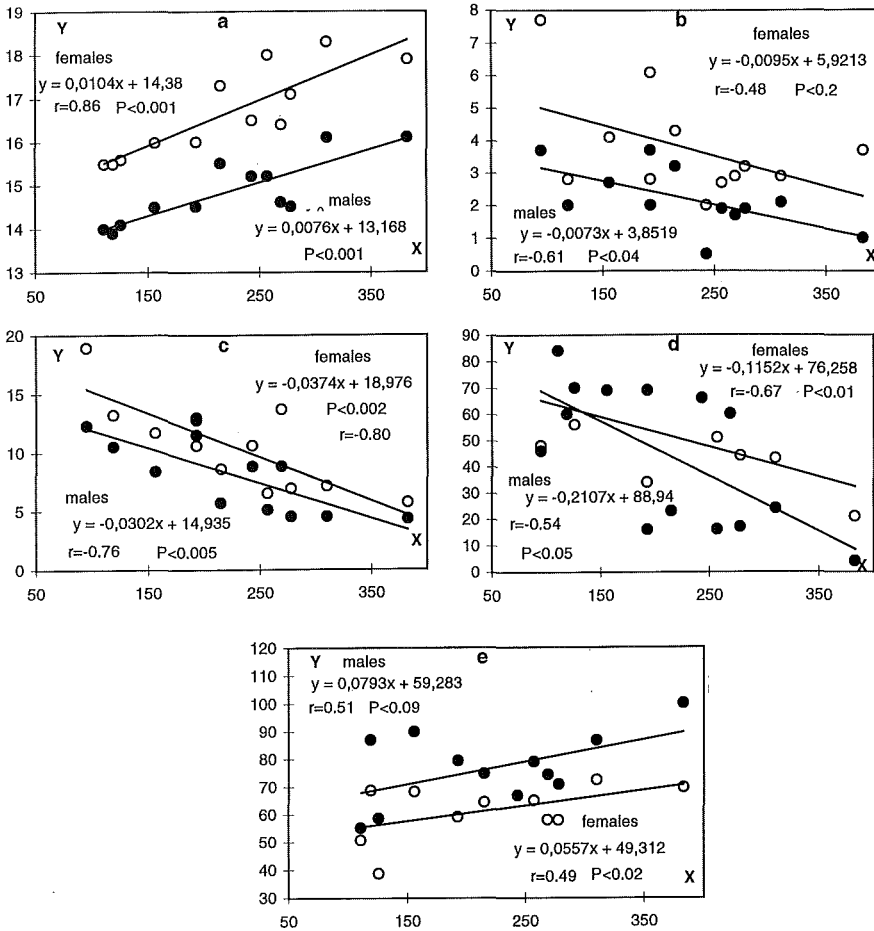 a
Y
19
females
18
y = 0,0104x + 14,38
r=0.86 P<0.001
17
16
15
males
14
y = 0,0076x + 13,168
P<0.001
X
13
50 150 250 350
b
8
Y
females
7
y = -0,0095x + 5,9213
6
r=-0.48 P<0.2
5
4
3
2
males
y = -0,0073x + 3,8519
1
r=-0.61 P<0.04
X
0
50 150 250 350
c
20
Y
females
y = -0,0374x + 18,976
15
P<0.002
r=-0.80
10
males
5
y = -0,0302x + 14,935
r=-0.76 P<0.005
X
0
50 150 250 350
d
90
Y
females
80
y = -0,1152x + 76,258
70
r=-0.67 P<0.01
60
50
40
males
30
y = -0,2107x + 88,94
20
r=-0.54
10
P<0.05
X
0
50 150 250 350
e
120
Y males
110
y = 0,0793x + 59,283
100
r=0.51 P<0.09
90
80
70
60
females
50
y = 0,0557x + 49,312
40
r=0.49 P<0.02
X
30
50 150 250 350